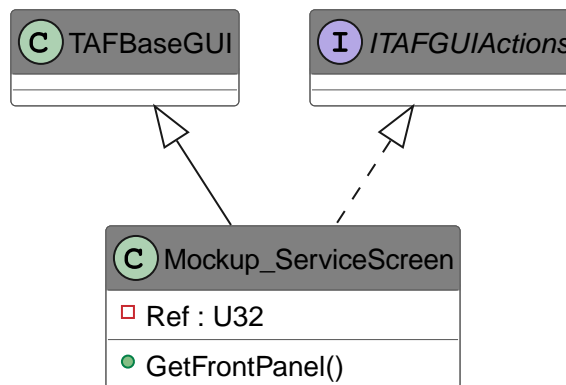 C TAFBaseGUI
I ITAFGUIActions
C Mockup_ServiceScreen
Ref : U32
GetFrontPanel()